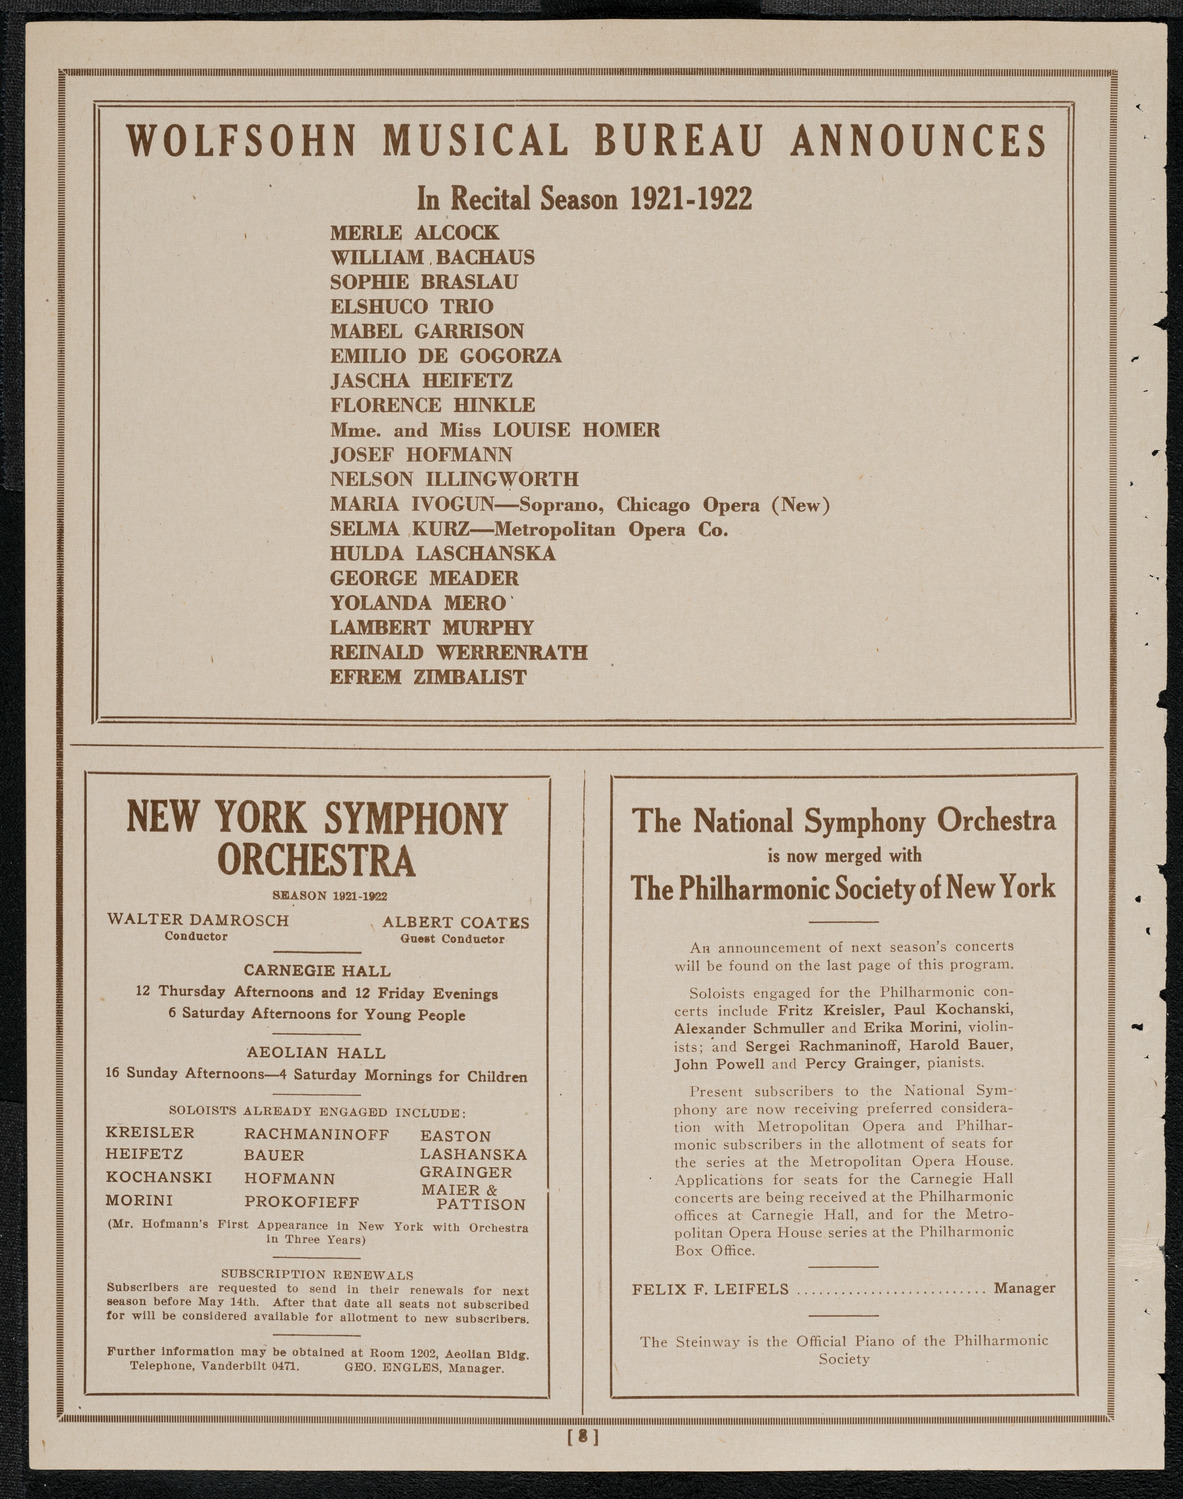 WOLFSOHN MUSICAL BUREAU ANNOUNCES
In Recital Season 1921-1922
MERLE ALCOCK
WILLIAM BACHAUS
SOPHIE BRASLAU
ELSHUCO TRIO
MABEL GARRISON
EMILIO DE GOGORZA
JASCHA HEIFETZ
FLORENCE HINKLE
Mme. and Miss LOUISE HOMER
JOSEF HOFMANN
NELSON ILLINGWORTH
MARIA IVOGUN—Soprano, Chicago Opera (New)
SELMA KURZ—Metropolitan Opera Co.
HULDA LASCHANSKA
GEORGE MEADER
YOLANDA MERO
LAMBERT MURPHY
REINALD WERRENRATH
EFREM ZIMBALIST
NEW YORK SYMPHONY
ORCHESTRA
SEASON 1921-1922
WALTER DAMROSCH ALBERT COATES
Conductor Guest Conductor
CARNEGIE HALL
12 Thursday Afternoons and 12 Friday Evenings
6 Saturday Afternoons for Young People
AEOLIAN HALL
16 Sunday Afternoons—4 Saturday Mornings for Children
SOLOISTS ALREADY ENGAGED INCLUDE:
KREISLER RACHMANINOFF EASTON
HEIFETZ BAUER LASHANSKA
KOCHANSKI HOFMANN GRAINGER
MORINI PROKOFIEFF MAIER &
PATTISON
(Mr. Hofmann's First Appearance in New York with Orchestra
in Three Years)
SUBSCRIPTION RENEWALS
Subscribers are requested to send in their renewals for next
season before May 14th. After that date all seats not subscribed
for will be considered available for allotment to new subscribers.
Further information may be obtained at Room 1202, Aeolian Bldg.
Telephone, Vanderbilt 0471. GEO. ENGLES, Manager.
The National Symphony Orchestra
is now merged with
The Philharmonic Society of New York
An announcement of next season's concerts
will be found on the last page of this program.
Soloists engaged for the Philharmonic con-
certs include Fritz Kreisler, Paul Kochanski,
Alexander Schmuller and Erika Morini, violin-
ists; and Sergei Rachmaninoff, Harold Bauer,
John Powell and Percy Grainger, pianists.
Present subscribers to the National Sym-
phony are now receiving preferred considera-
tion with Metropolitan Opera and Philhar-
monic subscribers in the allotment of seats for
the series at the Metropolitan Opera House.
Applications for seats for the Carnegie Hall
concerts are being received at the Philharmonic
offices at Carnegie Hall, and for the Metro-
politan Opera House series at the Philharmonic
Box Office.
FELIX F. LEIFELS .......................... Manager
The Steinway is the Official Piano of the Philharmonic
Society
[ 8 ]